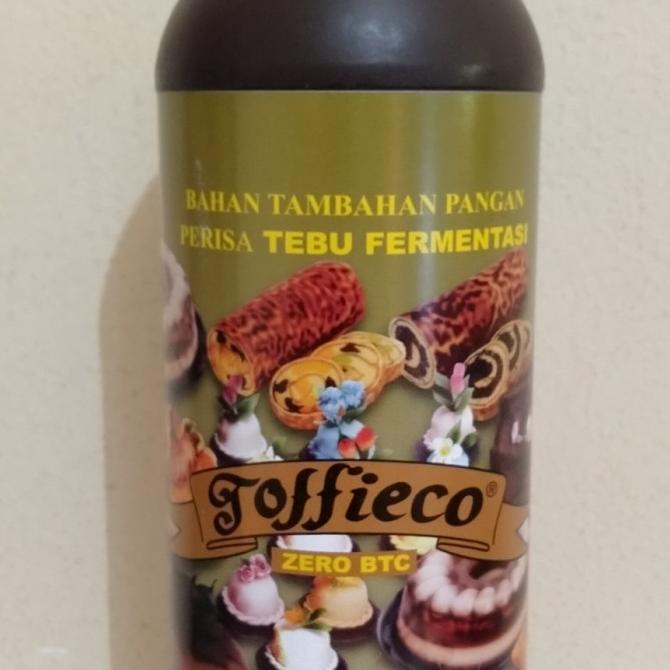 BAHAN TAMBAHAN PANGAN
PERISA TEBU FERMENTASI
Toffieco®
ZERO BTC